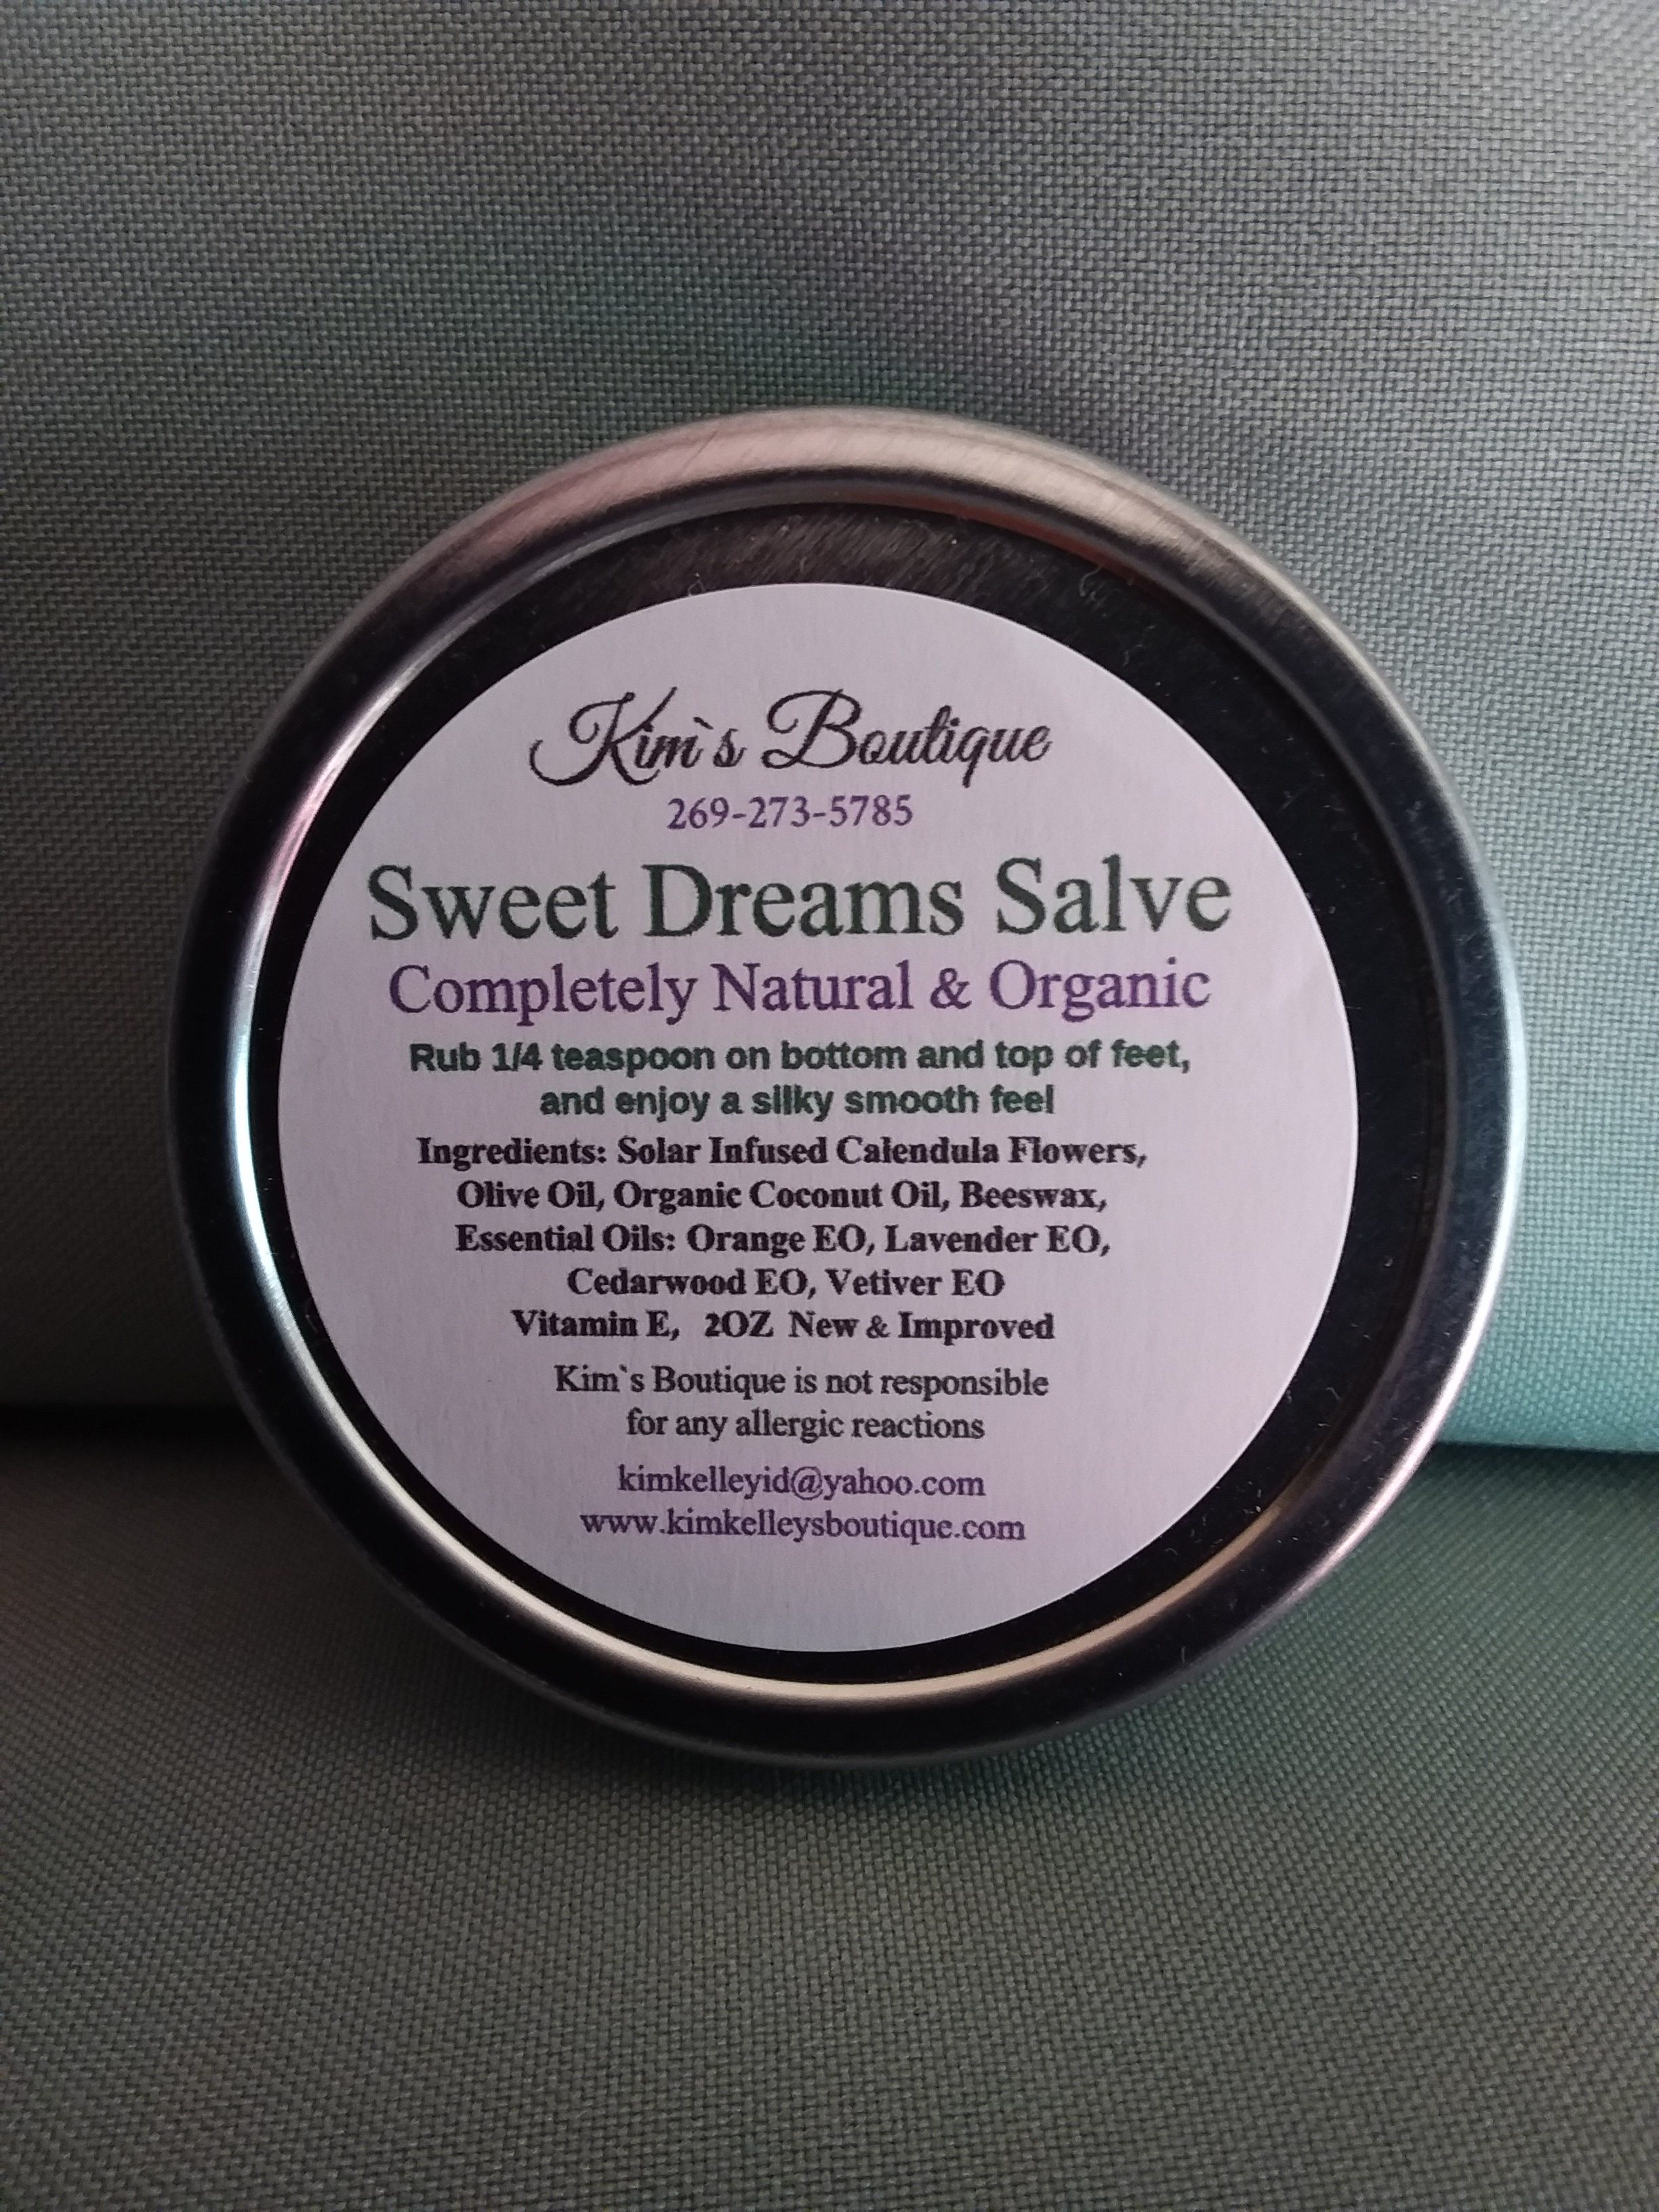 Kim`s Boutique
269-273-5785
Sweet Dreams Salve
Completely Natural & Organic
Rub 1/4 teaspoon on bottom and top of feet,
and enjoy a silky smooth feel
Ingredients: Solar Infused Calendula Flowers,
Olive Oil, Organic Coconut Oil, Beeswax,
Essential Oils: Orange EO, Lavender EO,
Cedarwood EO, Vetiver EO
Vitamin E, 2OZ New & Improved
Kim`s Boutique is not responsible
for any allergic reactions
kimkelleyid@yahoo.com
www.kimkelleysboutique.com